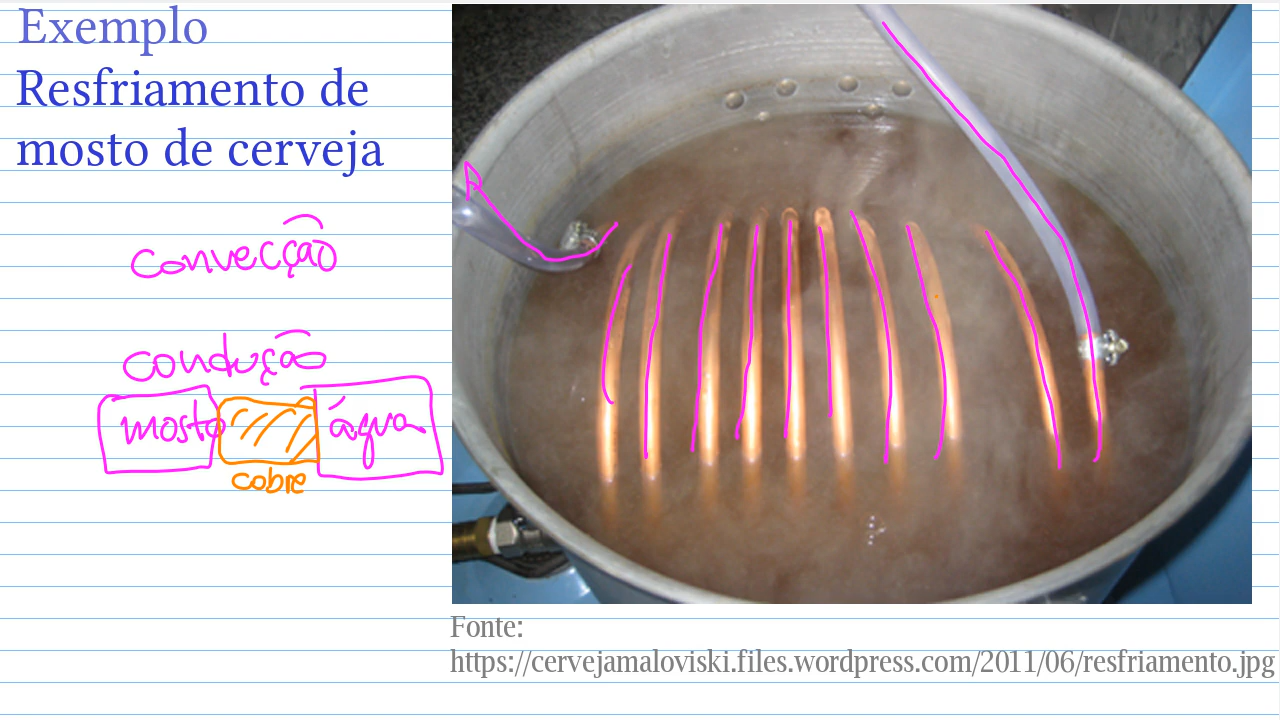 Exemplo
Resfriamento de
mosto de cerveja
convecção
condução
mosto
água
cobre
Fonte:
https://cervejamaloviski.files.wordpress.com/2011/06/resfriamento.jpg